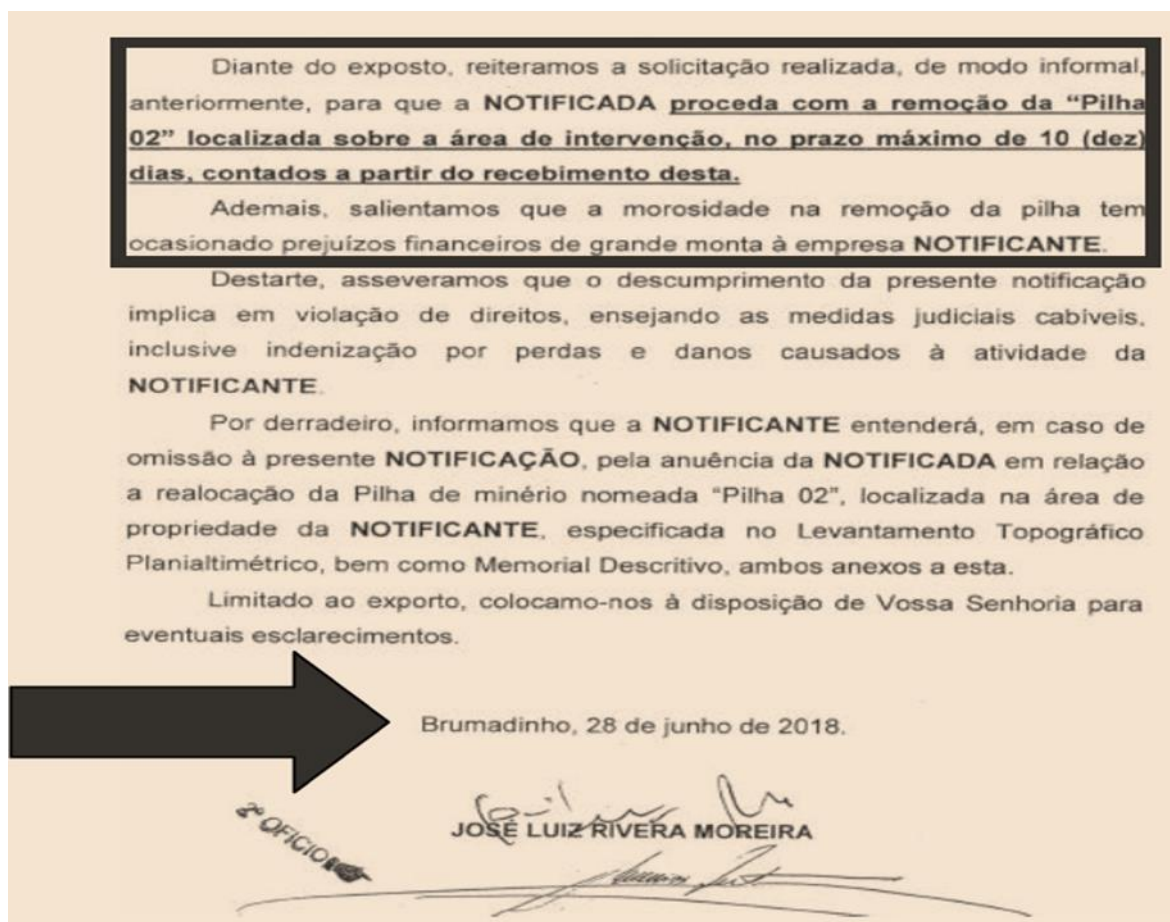 Diante do exposto, reiteramos a solicitação realizada, de modo informal,
anteriormente, para que a NOTIFICADA proceda com a remoção da “Pilha
02” localizada sobre a área de intervenção, no prazo máximo de 10 (dez)
dias, contados a partir do recebimento desta.
Ademais, salientamos que a morosidade na remoção da pilha tem
ocasionado prejuízos financeiros de grande monta à empresa NOTIFICANTE.
Destarte, asseveramos que o descumprimento da presente notificação
implica em violação de direitos, ensejando as medidas judiciais cabíveis,
inclusive indenização por perdas e danos causados à atividade da
NOTIFICANTE.
Por derradeiro, informamos que a NOTIFICANTE entenderá, em caso de
omissão à presente NOTIFICAÇÃO, pela anuência da NOTIFICADA em relação
a realocação da Pilha de minério nomeada “Pilha 02”, localizada na área de
propriedade da NOTIFICANTE, especificada no Levantamento Topográfico
Planialtimétrico, bem como Memorial Descritivo, ambos anexos a esta.
Limitado ao exporto, colocamo-nos à disposição de Vossa Senhoria para
eventuais esclarecimentos.
Brumadinho, 28 de junho de 2018.
2º OFICIO
JOSÉ LUIZ RIVERA MOREIRA